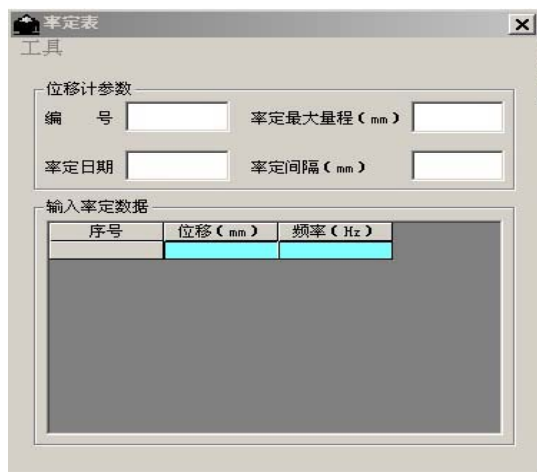 率定表
工具
位移计参数
编 号 率定最大量程(mm)
率定日期 率定间隔(mm)
输入率定数据
序号 位移(mm) 频率(Hz)